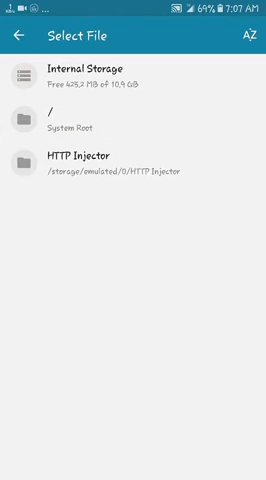 69% 7:07 AM
Select File
AZ
Internal Storage
Free 425,2 MB of 10,9 GB
/
System Root
HTTP Injector
/storage/emulated/0/HTTP Injector